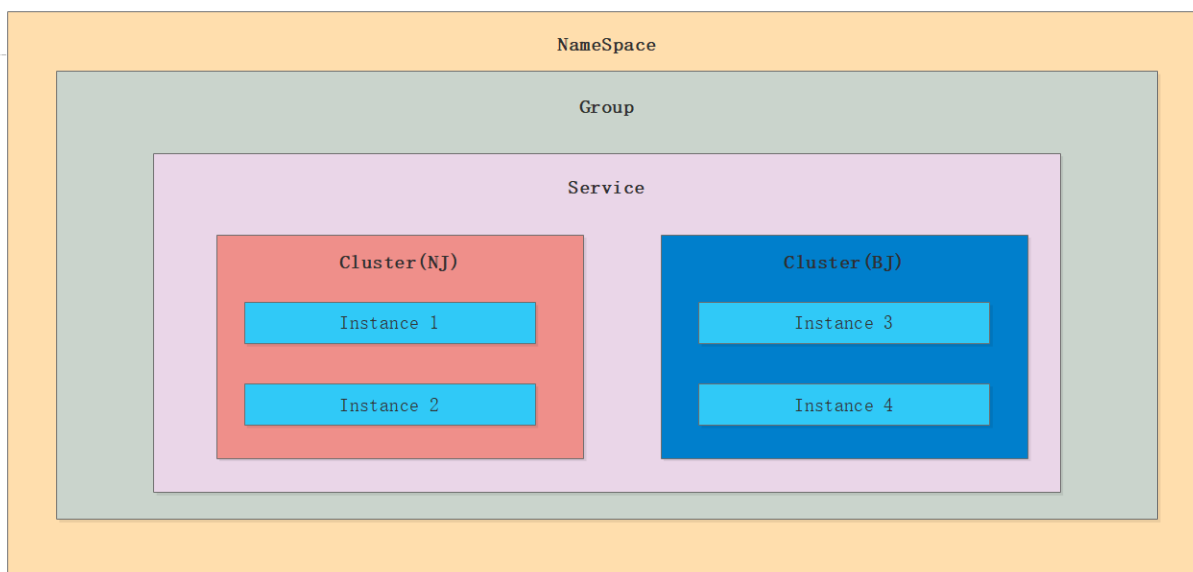 NameSpace
Group
Service
Cluster(NJ)
Cluster(BJ)
Instance 1
Instance 3
Instance 2
Instance 4